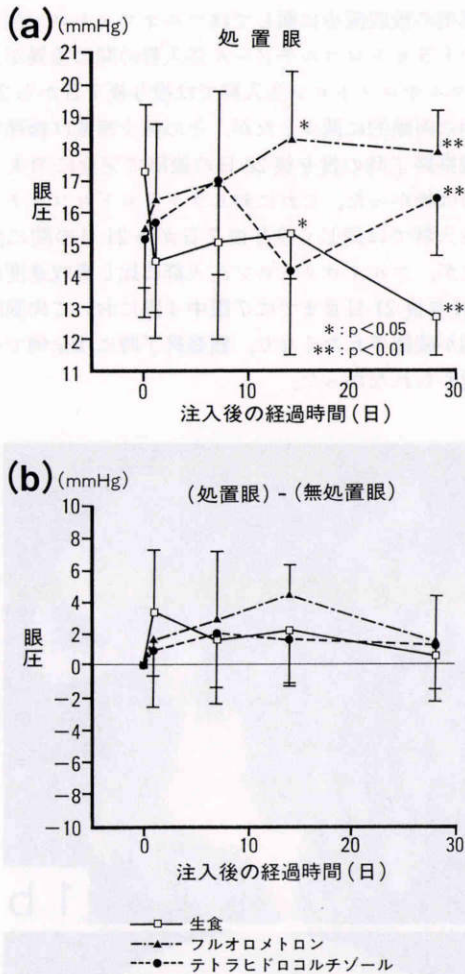 (a) (mmHg) 処置眼
21
20
19
18
17
16
15
14
13
12
11
眼圧
*
*
**
**
**
* : p<0.05
** : p<0.01
0 10 20 30
注入後の経過時間(日)
(b) (mmHg)
(処置眼) - (無処置眼)
10
8
6
4
2
0
−2
−4
−6
−8
−10
眼圧
0 10 20 30
注入後の経過時間(日)
生食
フルオロメトロン
テトラヒドロコルチゾール